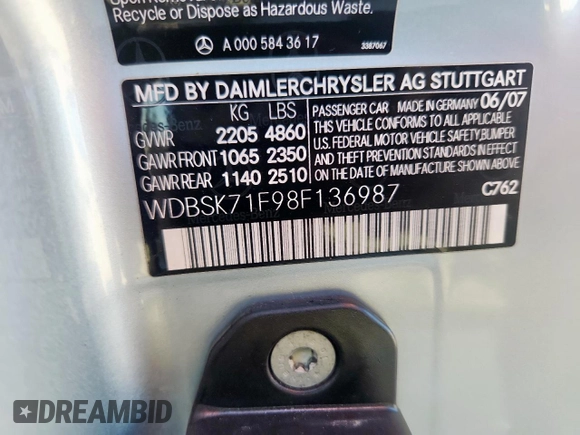 Recycle or Dispose as Hazardous Waste.
A 000 584 36 17
3387067
MFD BY DAIMLERCHRYSLER AG STUTTGART
KG LBS
GVWR 2205 4860
GAWR FRONT 1065 2350
GAWR REAR 1140 2510
PASSENGER CAR MADE IN GERMANY 06/07
THIS VEHICLE CONFORMS TO ALL APPLICABLE
U.S. FEDERAL MOTOR VEHICLE SAFETY, BUMPER
AND THEFT PREVENTION STANDARDS IN EFFECT
ON THE DATE OF MANUFACTURE SHOWN ABOVE
WDBSK71F98F136987
C762
DREAMBID